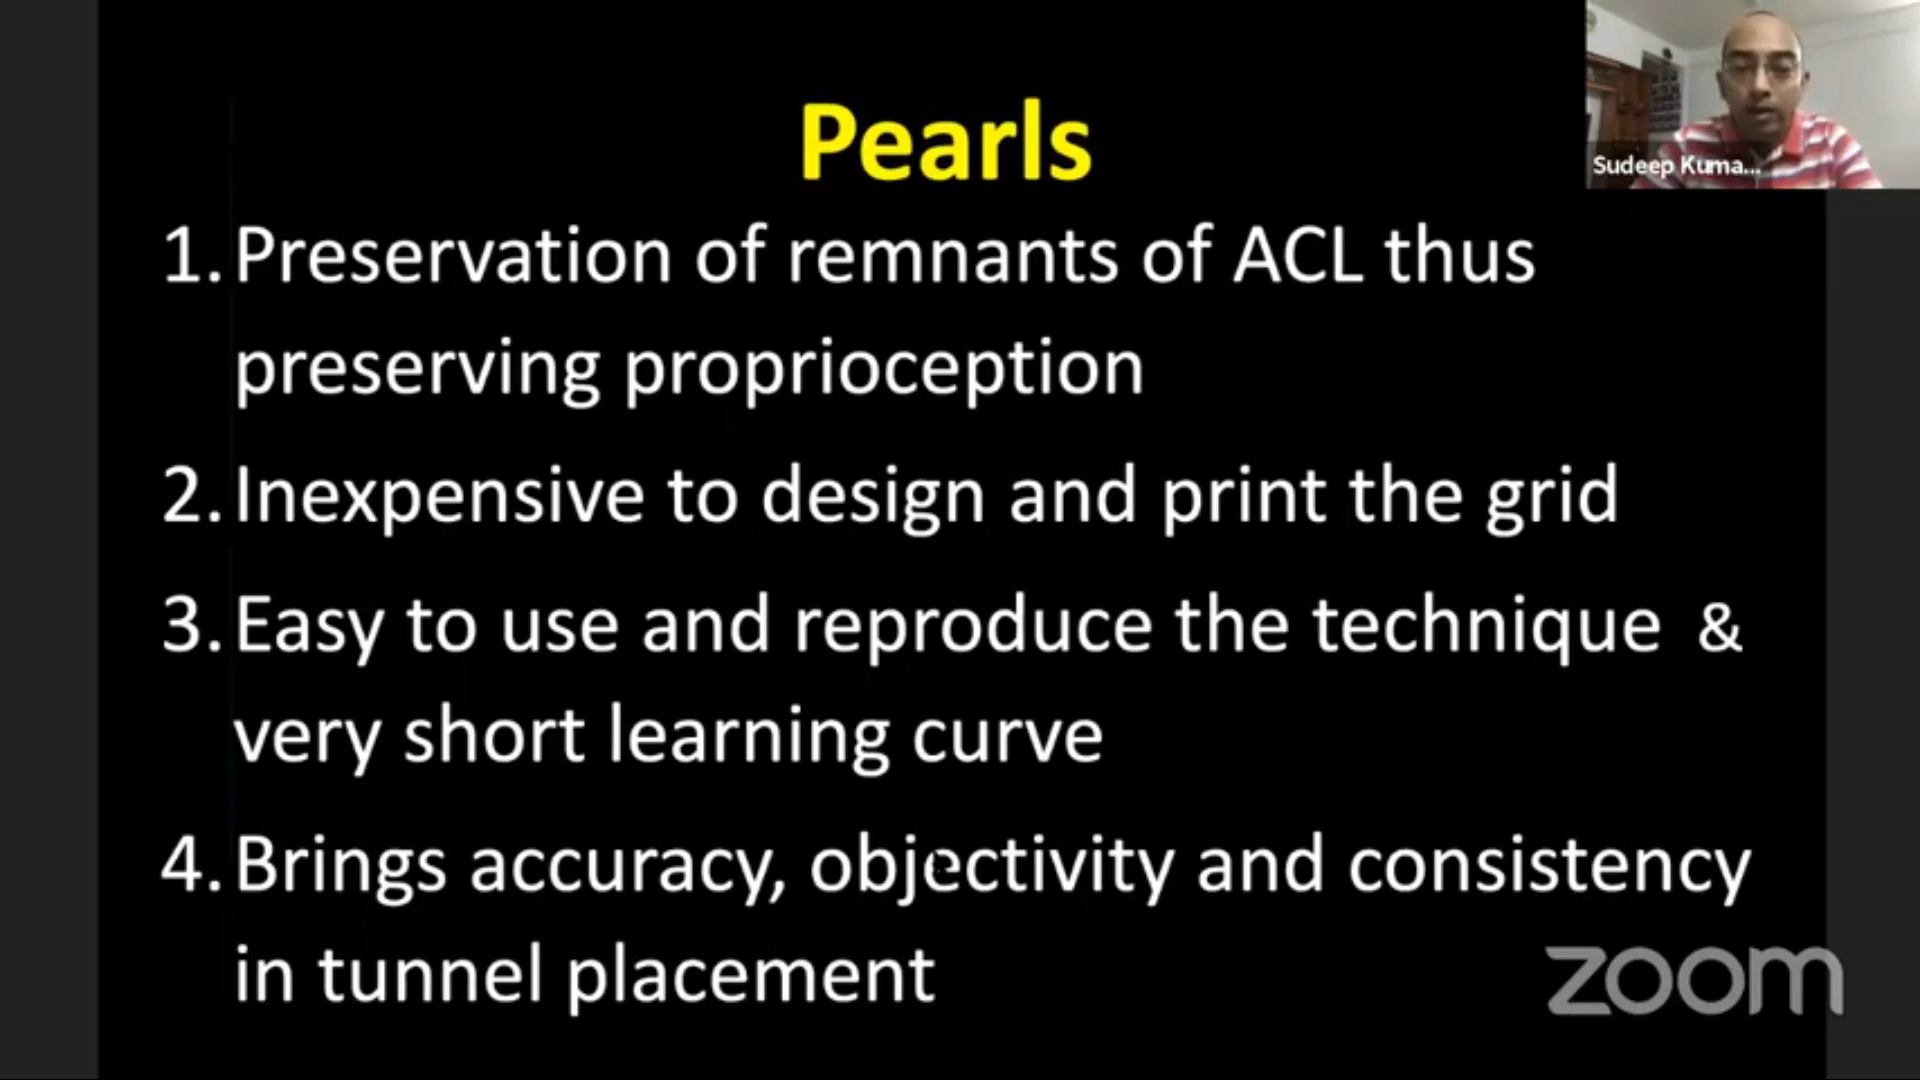 Pearls
Sudeep Kuma...
1. Preservation of remnants of ACL thus
preserving proprioception
2. Inexpensive to design and print the grid
3. Easy to use and reproduce the technique &
very short learning curve
4. Brings accuracy, objectivity and consistency
in tunnel placement
zoom